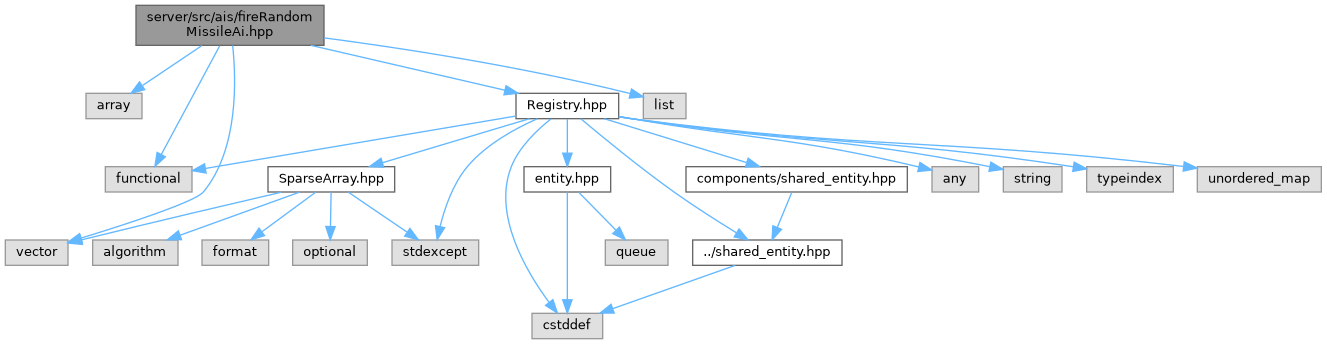 server/src/ais/fireRandom
MissileAi.hpp
array
Registry.hpp
list
functional
SparseArray.hpp
entity.hpp
components/shared_entity.hpp
any
string
typeindex
unordered_map
vector
algorithm
format
optional
stdexcept
queue
../shared_entity.hpp
cstddef